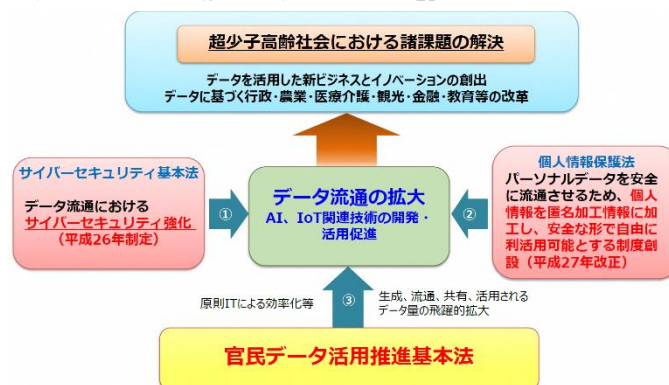 超少子高齢社会における諸課題の解決
データを活用した新ビジネスとイノベーションの創出
データに基づく行政・農業・医療介護・観光・金融・教育等の改革
サイバーセキュリティ基本法
データ流通における
サイバーセキュリティ強化
（平成26年制定）
①
データ流通の拡大
AI、IoT関連技術の開発・
活用促進
②
個人情報保護法
パーソナルデータを安全
に流通させるため、個人
情報を匿名加工情報に加
工し、安全な形で自由に
利活用可能とする制度創
設（平成27年改正）
原則ITによる効率化等
③
生成、流通、共有、活用される
データ量の飛躍的拡大
官民データ活用推進基本法